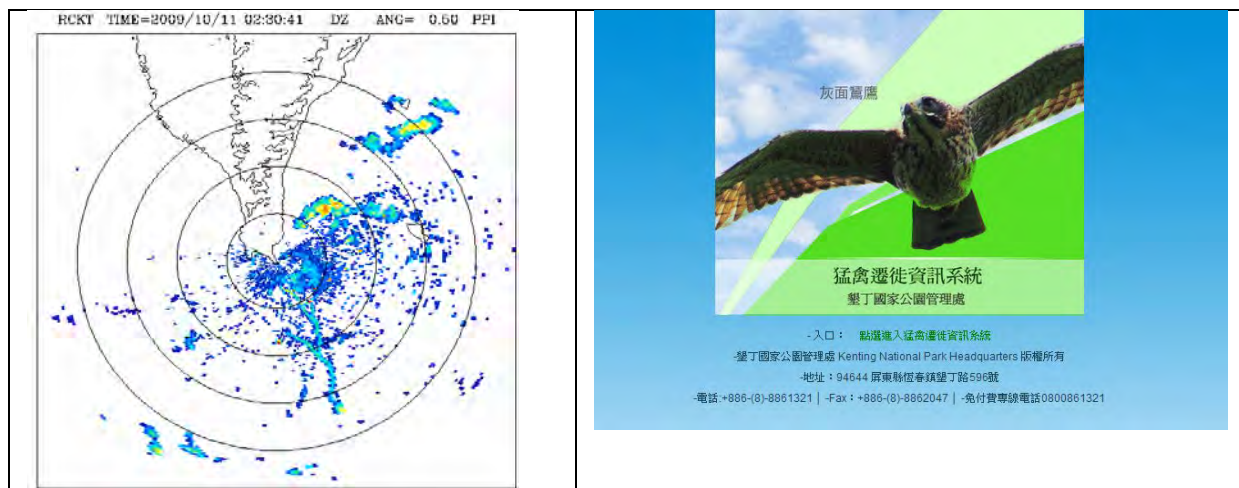 RCKT TIME=2009/10/11 02:30:41 DZ ANG= 0.50 PPI
灰面鵟鷹
猛禽遷徙資訊系統
墾丁國家公園管理處
-入口： 點選進入猛禽遷徙資訊系統
-墾丁國家公園管理處 Kenting National Park Headquarters 版權所有
-地址：94644 屏東縣恆春鎮墾丁路596號
-電話:+886-(8)-8861321 | -Fax：+886-(8)-8862047 | -免付費專線電話0800861321